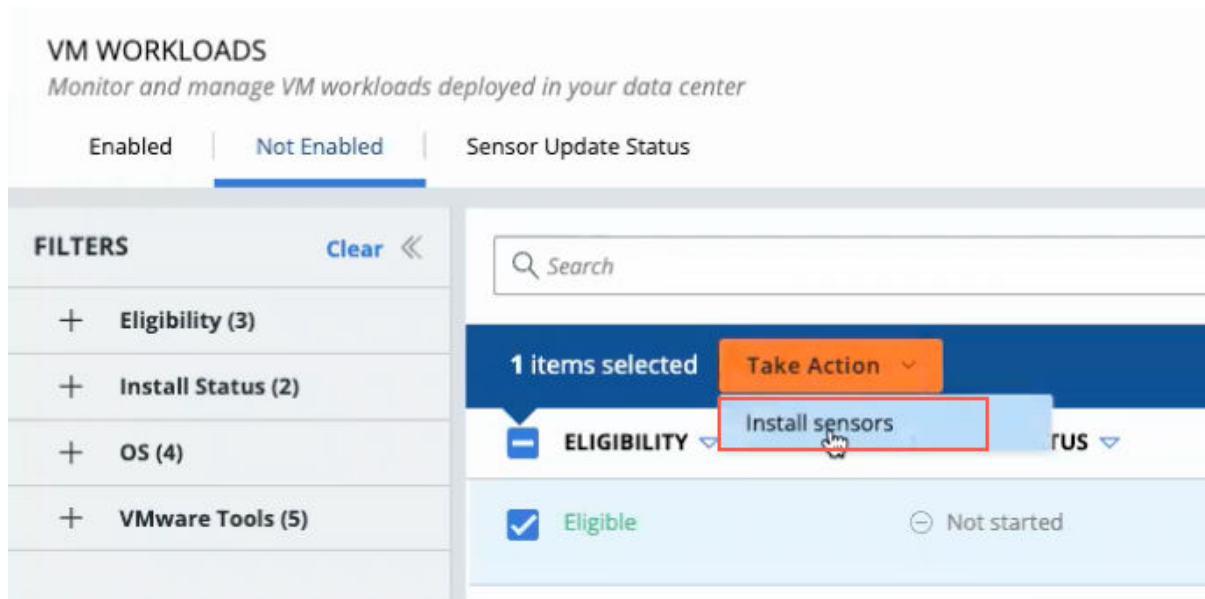 VM WORKLOADS
Monitor and manage VM workloads deployed in your data center
Enabled Not Enabled Sensor Update Status
FILTERS Clear
Search
Eligibility (3)
1 items selected Take Action
Install Status (2)
Install sensors
ELIGIBILITY TUS
OS (4)
VMware Tools (5)
Eligible Not started